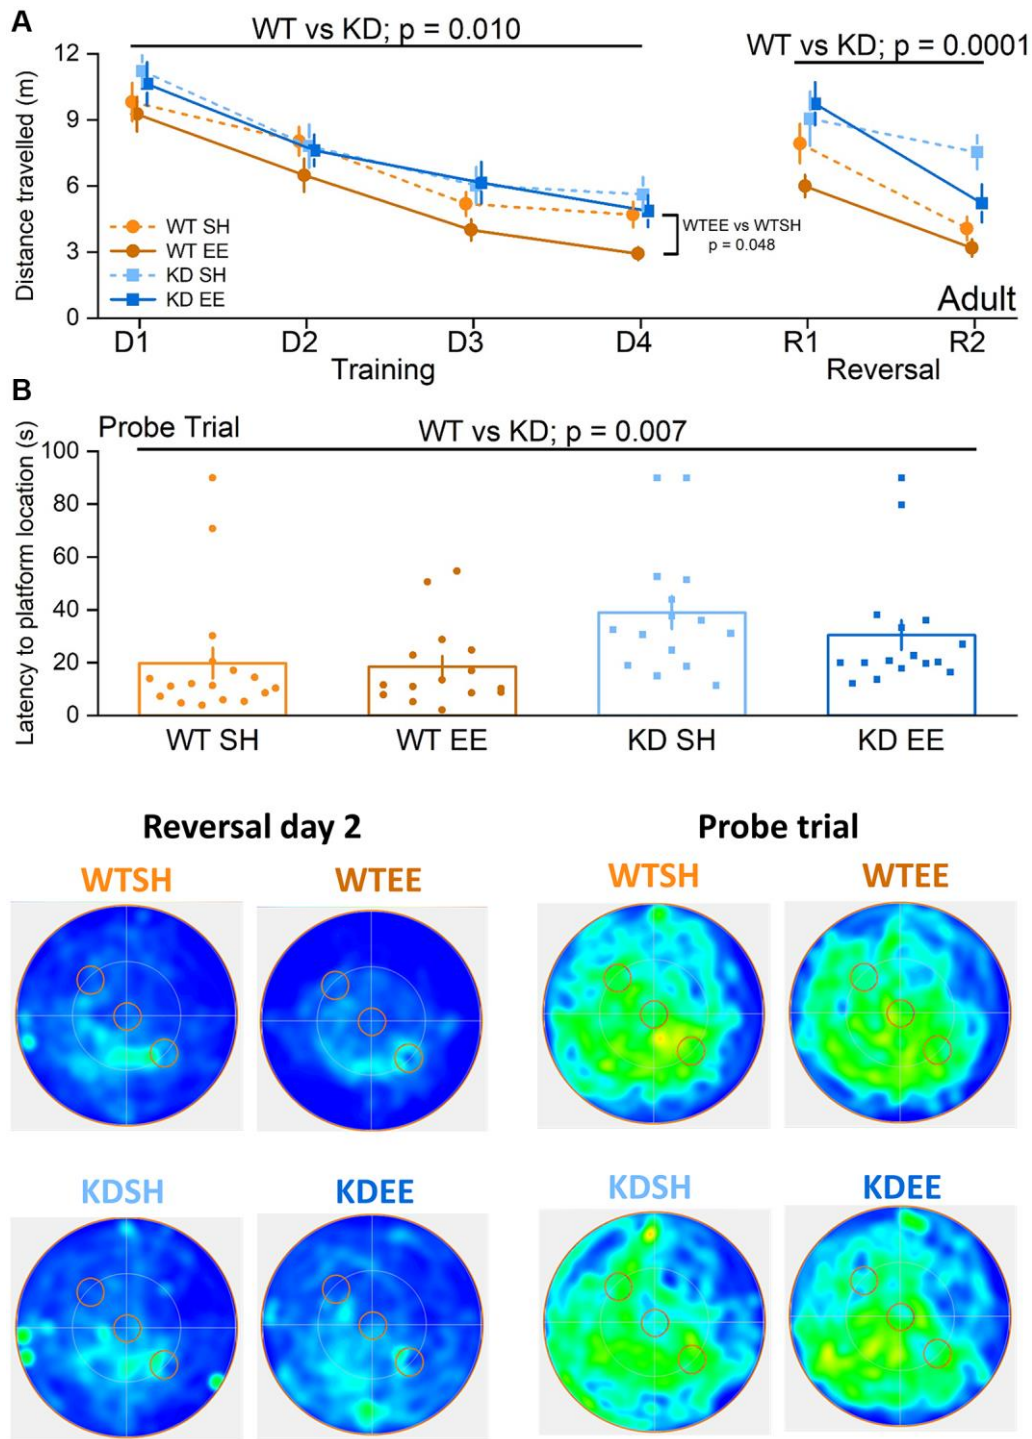 A
WT vs KD; p = 0.010
WT vs KD; p = 0.0001
Distance travelled (m)
12
9
6
3
0
WT SH
WT EE
KD SH
KD EE
WTEE vs WTSH
p = 0.048
Adult
D1 D2 D3 D4 R1 R2
Training Reversal
B
Probe Trial
WT vs KD; p = 0.007
Latency to platform location (s)
100
80
60
40
20
0
WT SH WT EE KD SH KD EE
Reversal day 2 Probe trial
WTSH WTEE WTSH WTEE
KDSH KDEE KDSH KDEE